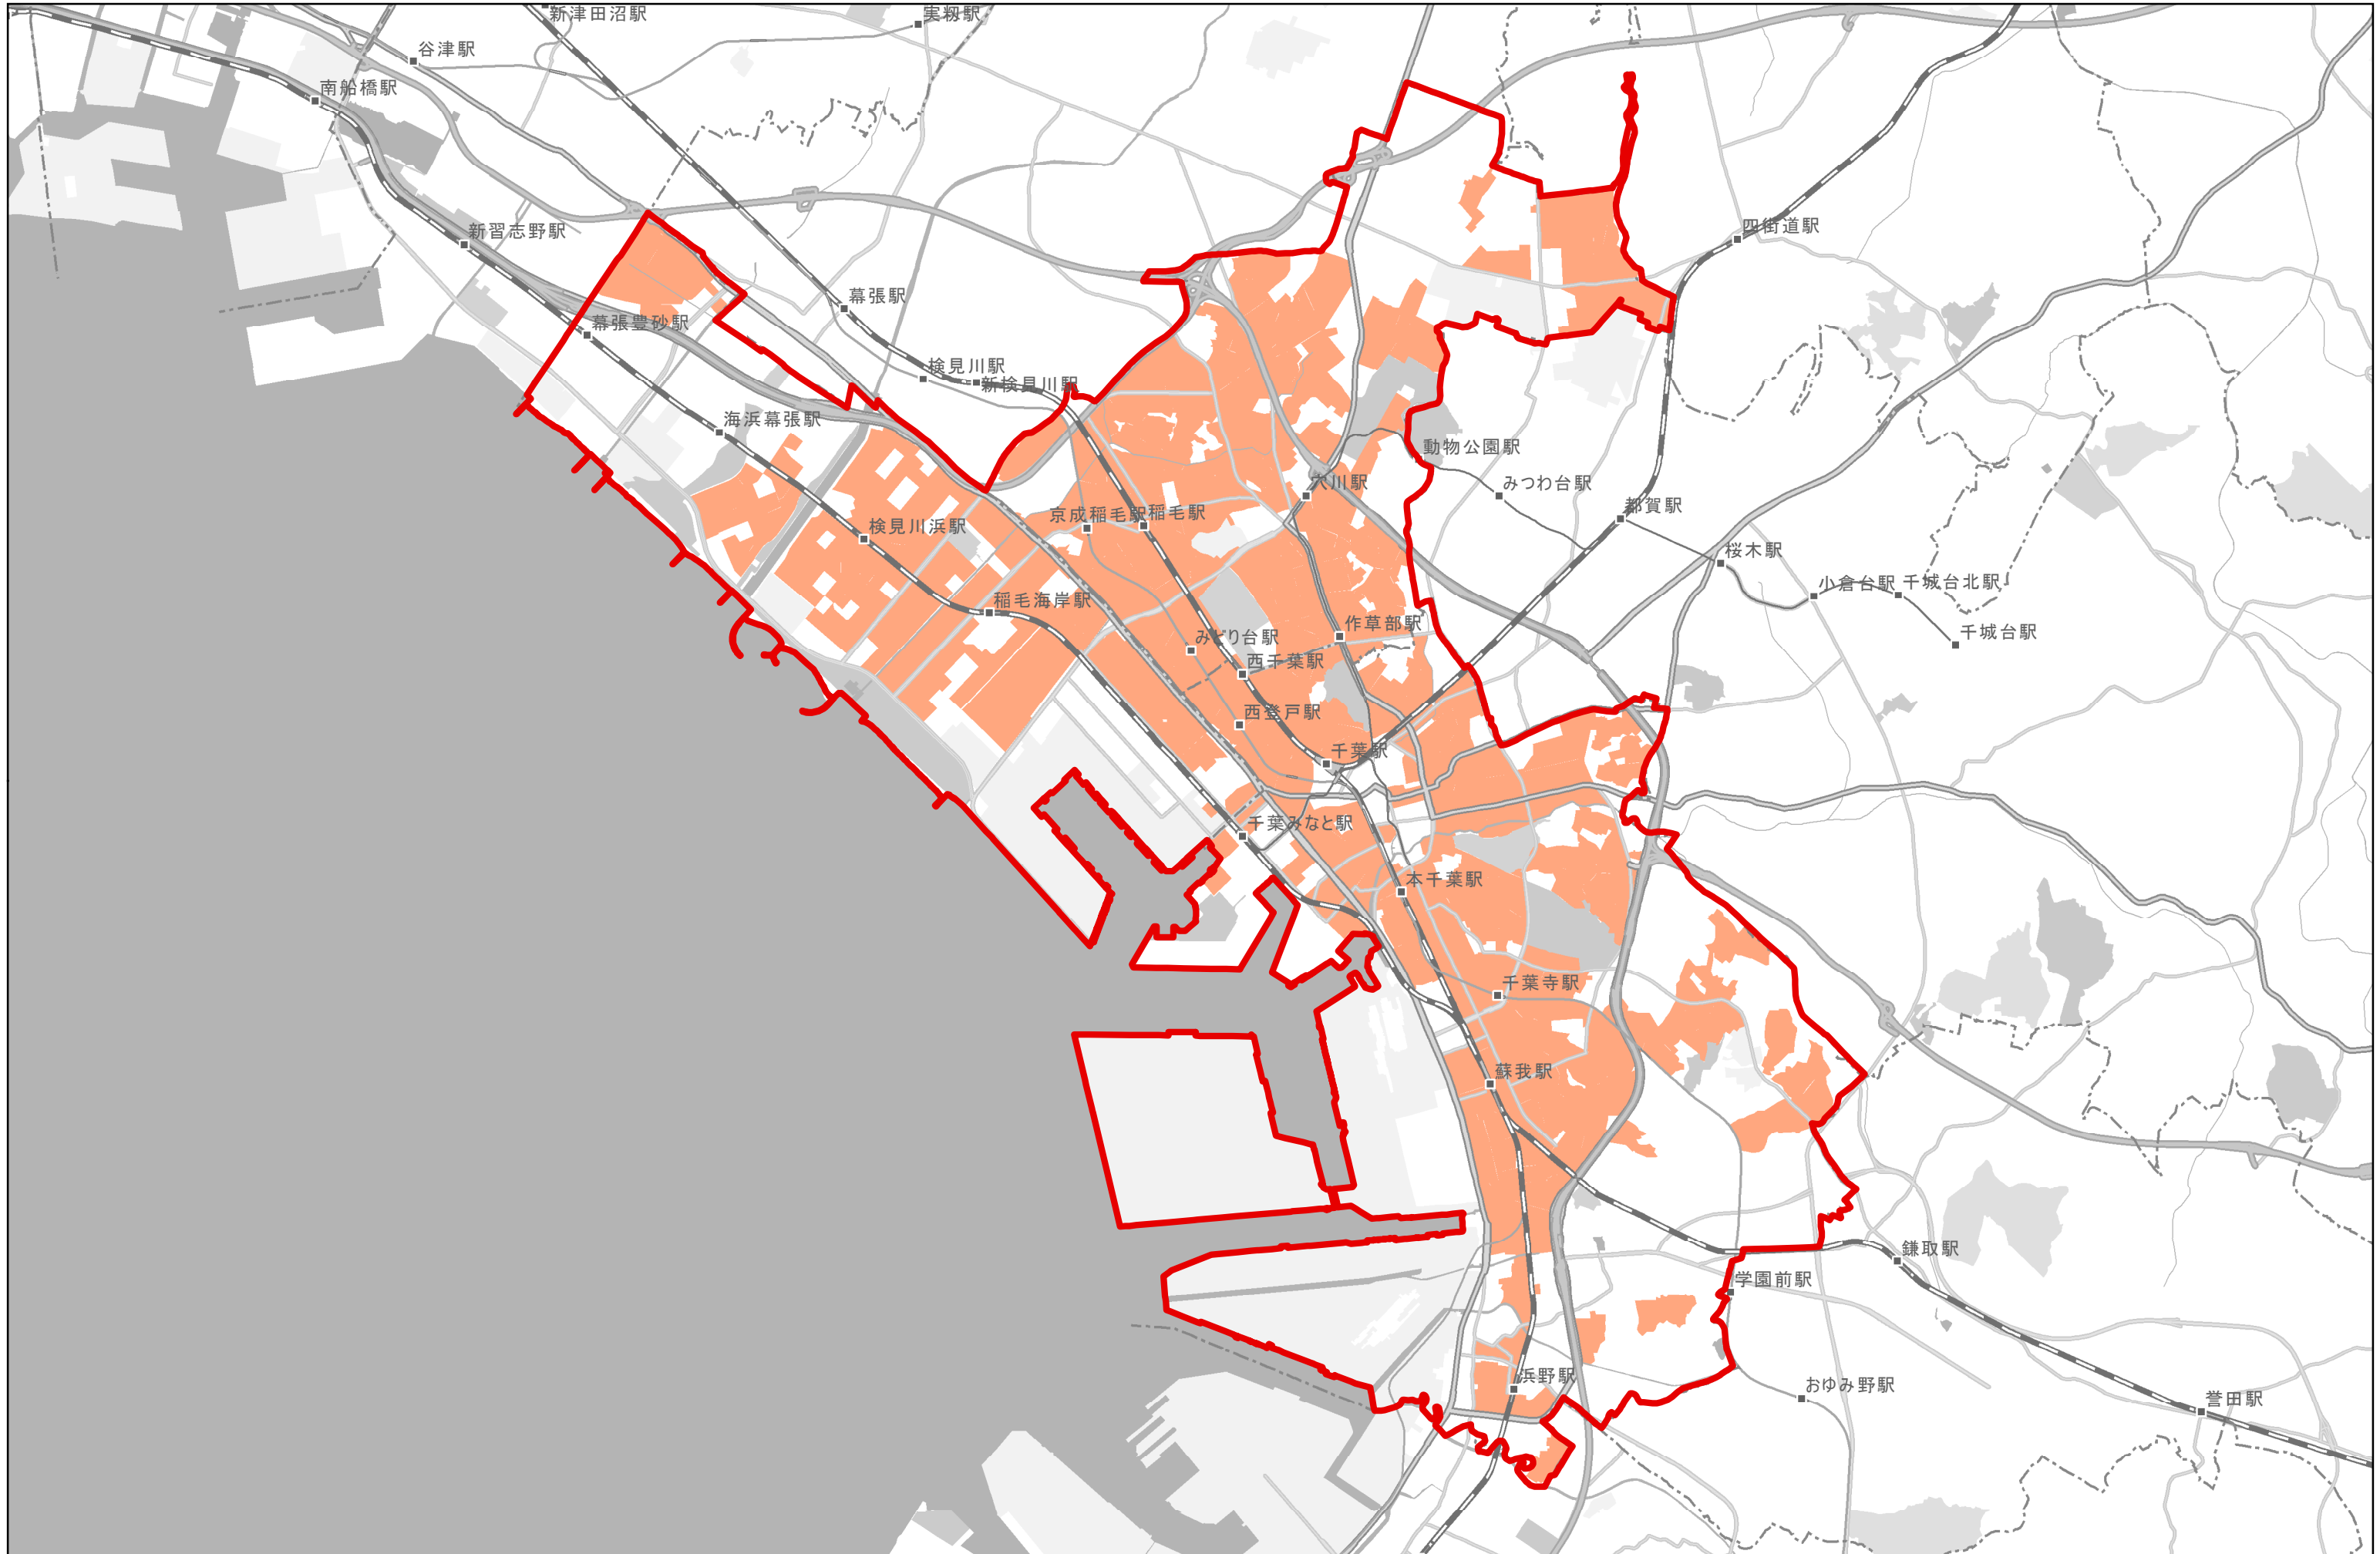 新津田沼駅
実籾駅
谷津駅
南船橋駅
四街道駅
新習志野駅
幕張駅
幕張豊砂駅
検見川駅
新検見川駅
海浜幕張駅
動物公園駅
穴川駅
みつわ台駅
都賀駅
京成稲毛駅
稲毛駅
検見川浜駅
桜木駅
小倉台駅
千城台北駅
稲毛海岸駅
作草部駅
千城台駅
みどり台駅
西千葉駅
西登戸駅
千葉駅
千葉みなと駅
本千葉駅
千葉寺駅
蘇我駅
鎌取駅
学園前駅
浜野駅
おゆみ野駅
誉田駅